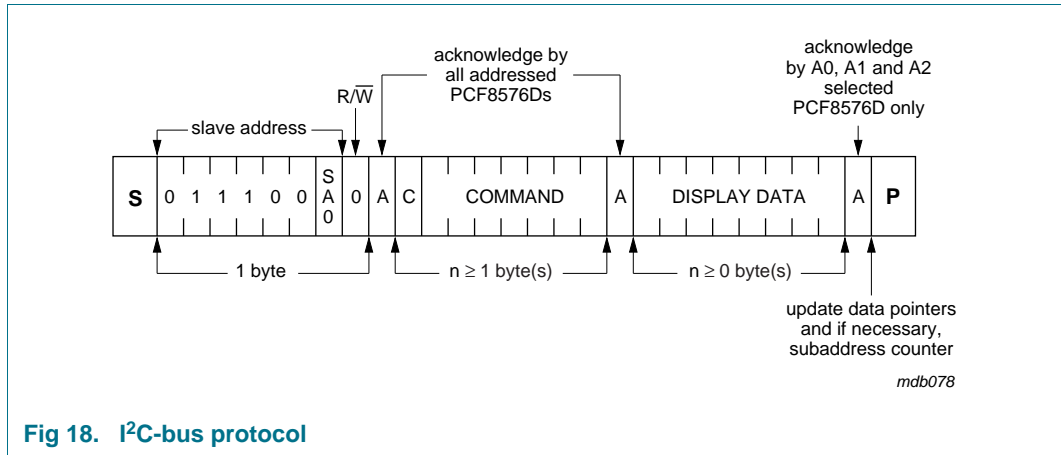 acknowledge by
all addressed
PCF8576Ds
acknowledge
by A0, A1 and A2
selected
PCF8576D only
R/W̅
slave address
S 0 1 1 1 0 0 SA0 0 A C COMMAND A DISPLAY DATA A P
1 byte
n ≥ 1 byte(s)
n ≥ 0 byte(s)
update data pointers
and if necessary,
subaddress counter
mdb078
Fig 18. I²C-bus protocol